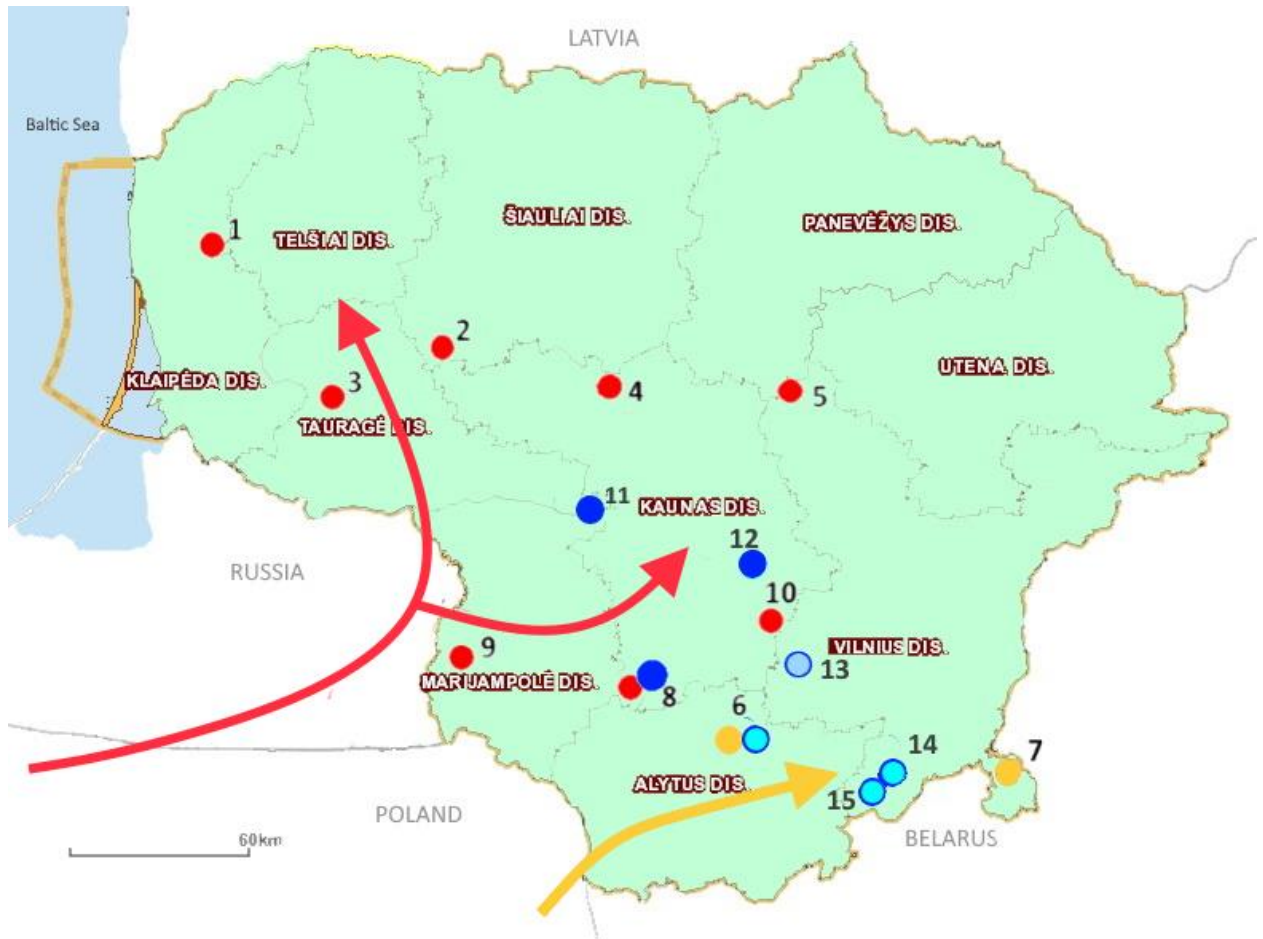 LATVIA
Baltic Sea
1
TELŠIAI DIS.
ŠIAULIAI DIS.
PANEVĖŽYS DIS.
2
KLAIPĖDA DIS.
3
TAURAGĖ DIS.
4
5
UTENA DIS.
11
KAUNAS DIS.
RUSSIA
12
10
9
MARIJAMPOLĖ DIS.
8
13
VILNIUS DIS.
6
14
7
ALYTUS DIS.
15
POLAND
BELARUS
60km